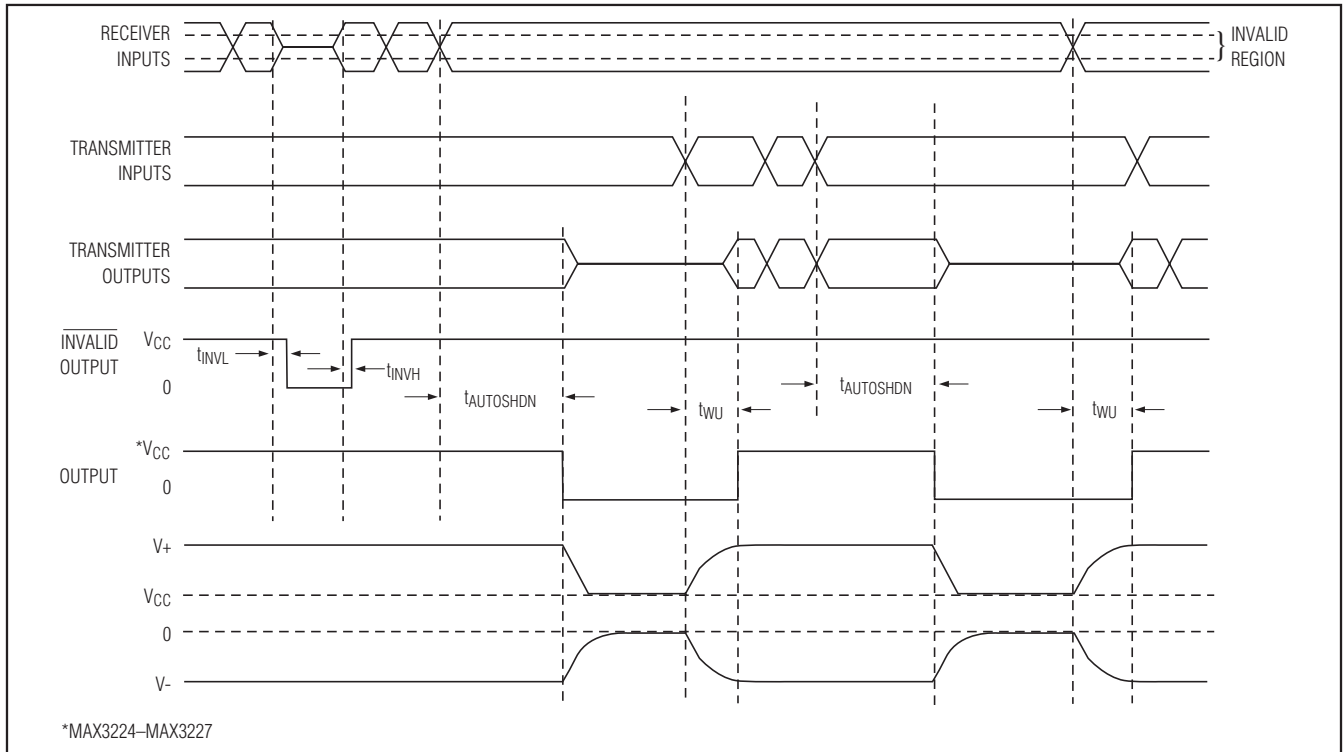 RECEIVER
INPUTS
} INVALID
REGION
TRANSMITTER
INPUTS
TRANSMITTER
OUTPUTS
INVALID
OUTPUT
VCC
0
tINVL
tINVH
tAUTOSHDN
tWU
tAUTOSHDN
tWU
OUTPUT
*VCC
0
V+
VCC
0
V-
*MAX3224–MAX3227